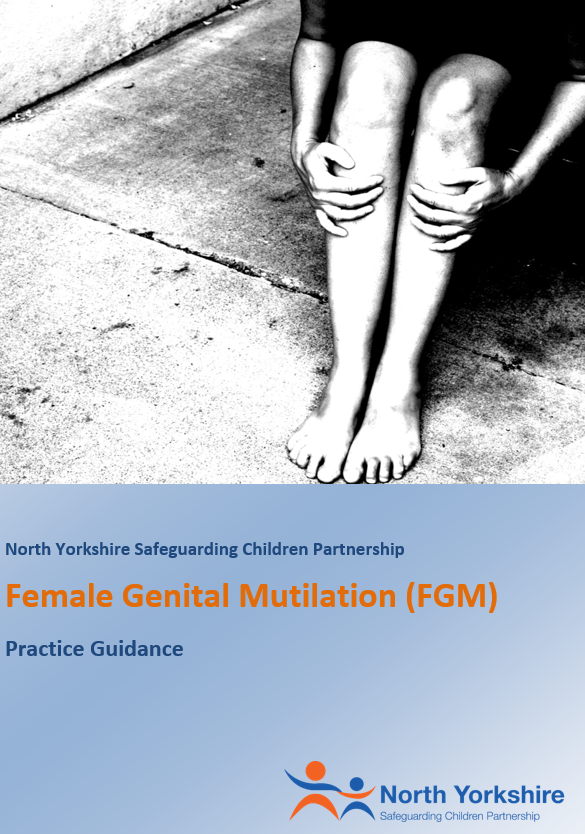 North Yorkshire Safeguarding Children Partnership
Female Genital Mutilation (FGM)
Practice Guidance
North Yorkshire
Safeguarding Children Partnership